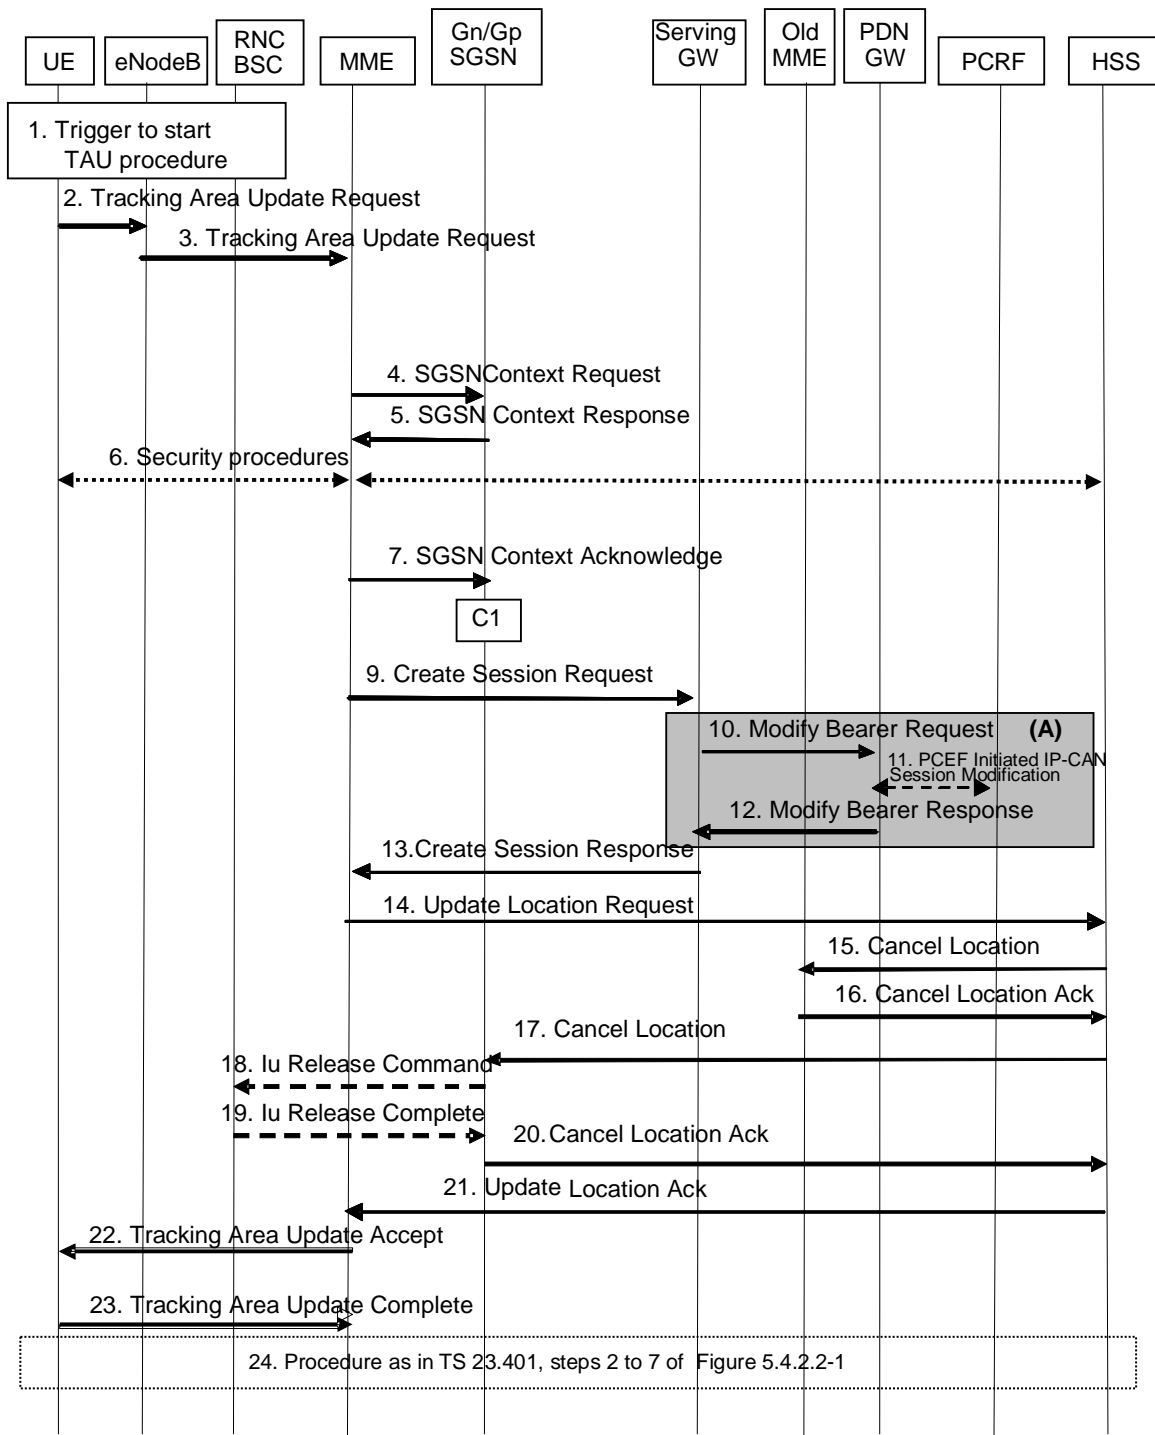 UE
eNodeB
RNC
BSC
MME
Gn/Gp
SGSN
Serving
GW
Old
MME
PDN
GW
PCRF
HSS
1. Trigger to start
TAU procedure
2. Tracking Area Update Request
3. Tracking Area Update Request
4. SGSNContext Request
5. SGSN Context Response
6. Security procedures
7. SGSN Context Acknowledge
C1
9. Create Session Request
10. Modify Bearer Request (A)
11. PCEF Initiated IP-CAN
Session Modification
12. Modify Bearer Response
13.Create Session Response
14. Update Location Request
15. Cancel Location
16. Cancel Location Ack
17. Cancel Location
18. Iu Release Command
19. Iu Release Complete
20.Cancel Location Ack
21. Update Location Ack
22. Tracking Area Update Accept
23. Tracking Area Update Complete
24. Procedure as in TS 23.401, steps 2 to 7 of Figure 5.4.2.2-1